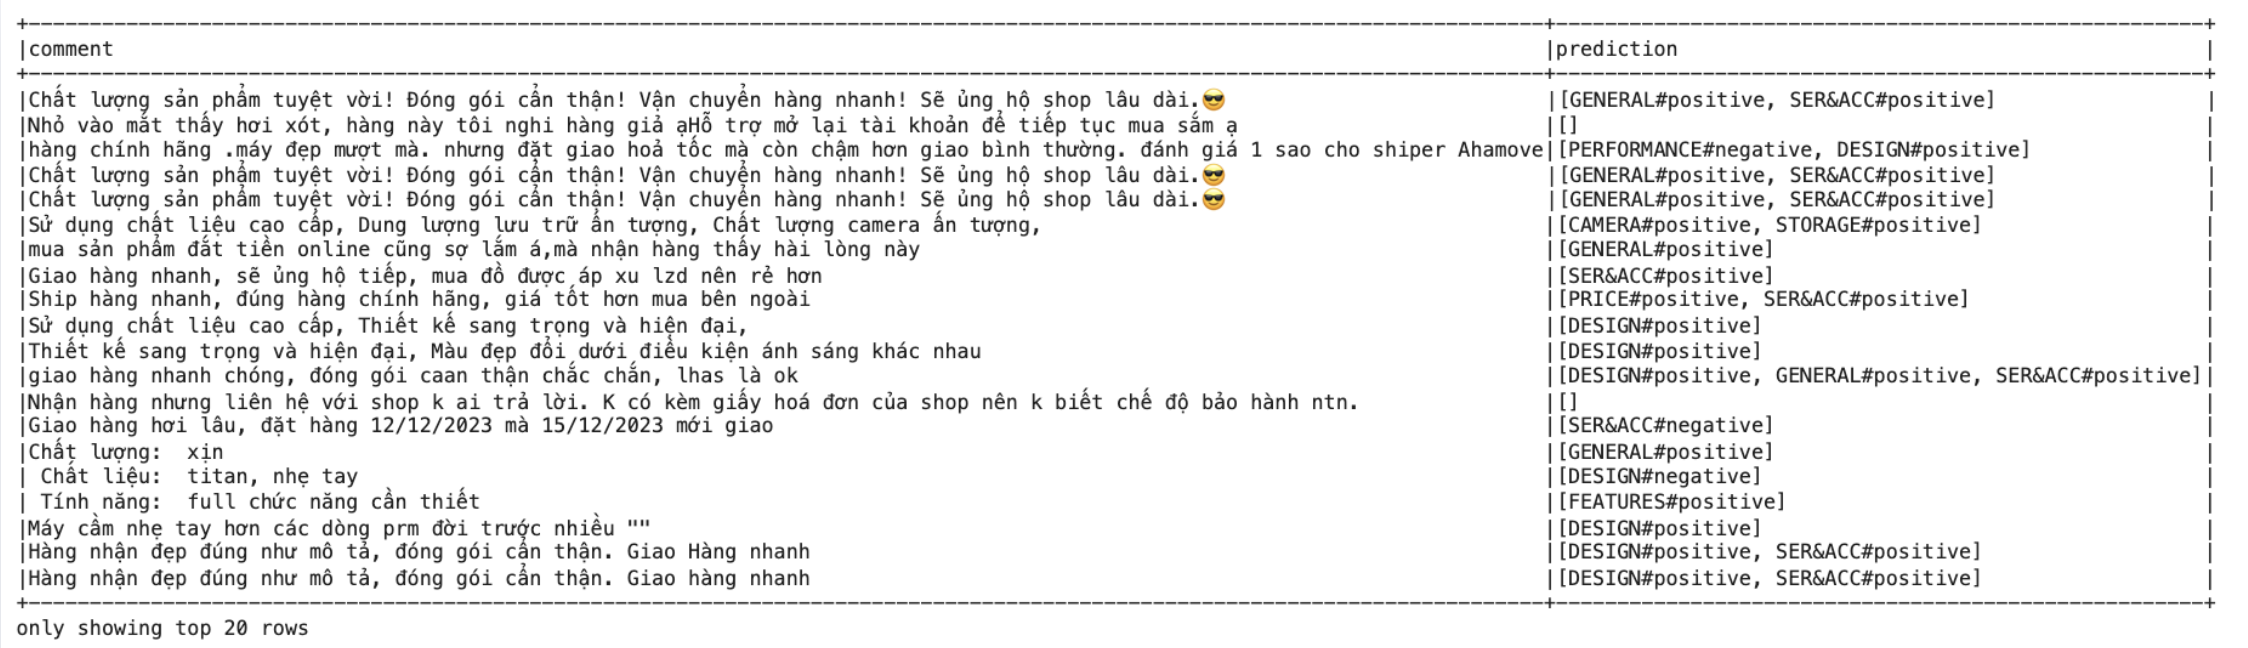 |comment |prediction |
|Chất lượng sản phẩm tuyệt vời! Đóng gói cẩn thận! Vận chuyển hàng nhanh! Sẽ ủng hộ shop lâu dài.😎 |[GENERAL#positive, SER&ACC#positive] |
|Nhỏ vào mắt thấy hơi xót, hàng này tôi nghi hàng giả ạHỗ trợ mở lại tài khoản để tiếp tục mua sắm ạ |[] |
|hàng chính hãng .máy đẹp mượt mà. nhưng đặt giao hoả tốc mà còn chậm hơn giao bình thường. đánh giá 1 sao cho shiper Ahamove|[PERFORMANCE#negative, DESIGN#positive] |
|Chất lượng sản phẩm tuyệt vời! Đóng gói cẩn thận! Vận chuyển hàng nhanh! Sẽ ủng hộ shop lâu dài.😎 |[GENERAL#positive, SER&ACC#positive] |
|Chất lượng sản phẩm tuyệt vời! Đóng gói cẩn thận! Vận chuyển hàng nhanh! Sẽ ủng hộ shop lâu dài.😎 |[GENERAL#positive, SER&ACC#positive] |
|Sử dụng chất liệu cao cấp, Dung lượng lưu trữ ấn tượng, Chất lượng camera ấn tượng, |[CAMERA#positive, STORAGE#positive] |
|mua sản phẩm đắt tiền online cũng sợ lắm á,mà nhận hàng thấy hài lòng này |[GENERAL#positive] |
|Giao hàng nhanh, sẽ ủng hộ tiếp, mua đồ được áp xu lzd nên rẻ hơn |[SER&ACC#positive] |
|Ship hàng nhanh, đúng hàng chính hãng, giá tốt hơn mua bên ngoài |[PRICE#positive, SER&ACC#positive] |
|Sử dụng chất liệu cao cấp, Thiết kế sang trọng và hiện đại, |[DESIGN#positive] |
|Thiết kế sang trọng và hiện đại, Màu đẹp đổi dưới điều kiện ánh sáng khác nhau |[DESIGN#positive] |
|giao hàng nhanh chóng, đóng gói caan thận chắc chắn, lhas là ok |[DESIGN#positive, GENERAL#positive, SER&ACC#positive]|
|Nhận hàng nhưng liên hệ với shop k ai trả lời. K có kèm giấy hoá đơn của shop nên k biết chế độ bảo hành ntn. |[] |
|Giao hàng hơi lâu, đặt hàng 12/12/2023 mà 15/12/2023 mới giao |[SER&ACC#negative] |
|Chất lượng: xịn |[GENERAL#positive] |
| Chất liệu: titan, nhẹ tay |[DESIGN#negative] |
| Tính năng: full chức năng cần thiết |[FEATURES#positive] |
|Máy cầm nhẹ tay hơn các dòng prm đời trước nhiều "" |[DESIGN#positive] |
|Hàng nhận đẹp đúng như mô tả, đóng gói cẩn thận. Giao Hàng nhanh |[DESIGN#positive, SER&ACC#positive] |
|Hàng nhận đẹp đúng như mô tả, đóng gói cẩn thận. Giao hàng nhanh |[DESIGN#positive, SER&ACC#positive] |
only showing top 20 rows